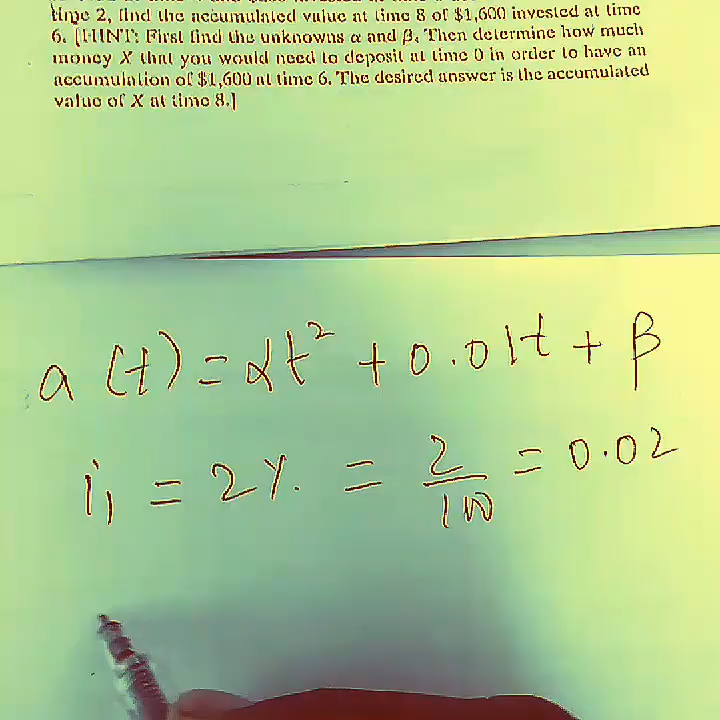 time 2, find the accumulated value at time 8 of $1,600 invested at time
6. [HINT: First find the unknowns α and β. Then determine how much
money X that you would need to deposit at time 0 in order to have an
accumulation of $1,600 at time 6. The desired answer is the accumulated
value of X at time 8.]
a (t) = αt² + 0.01t + β
i₁ = 2%. = 2/100 = 0.02